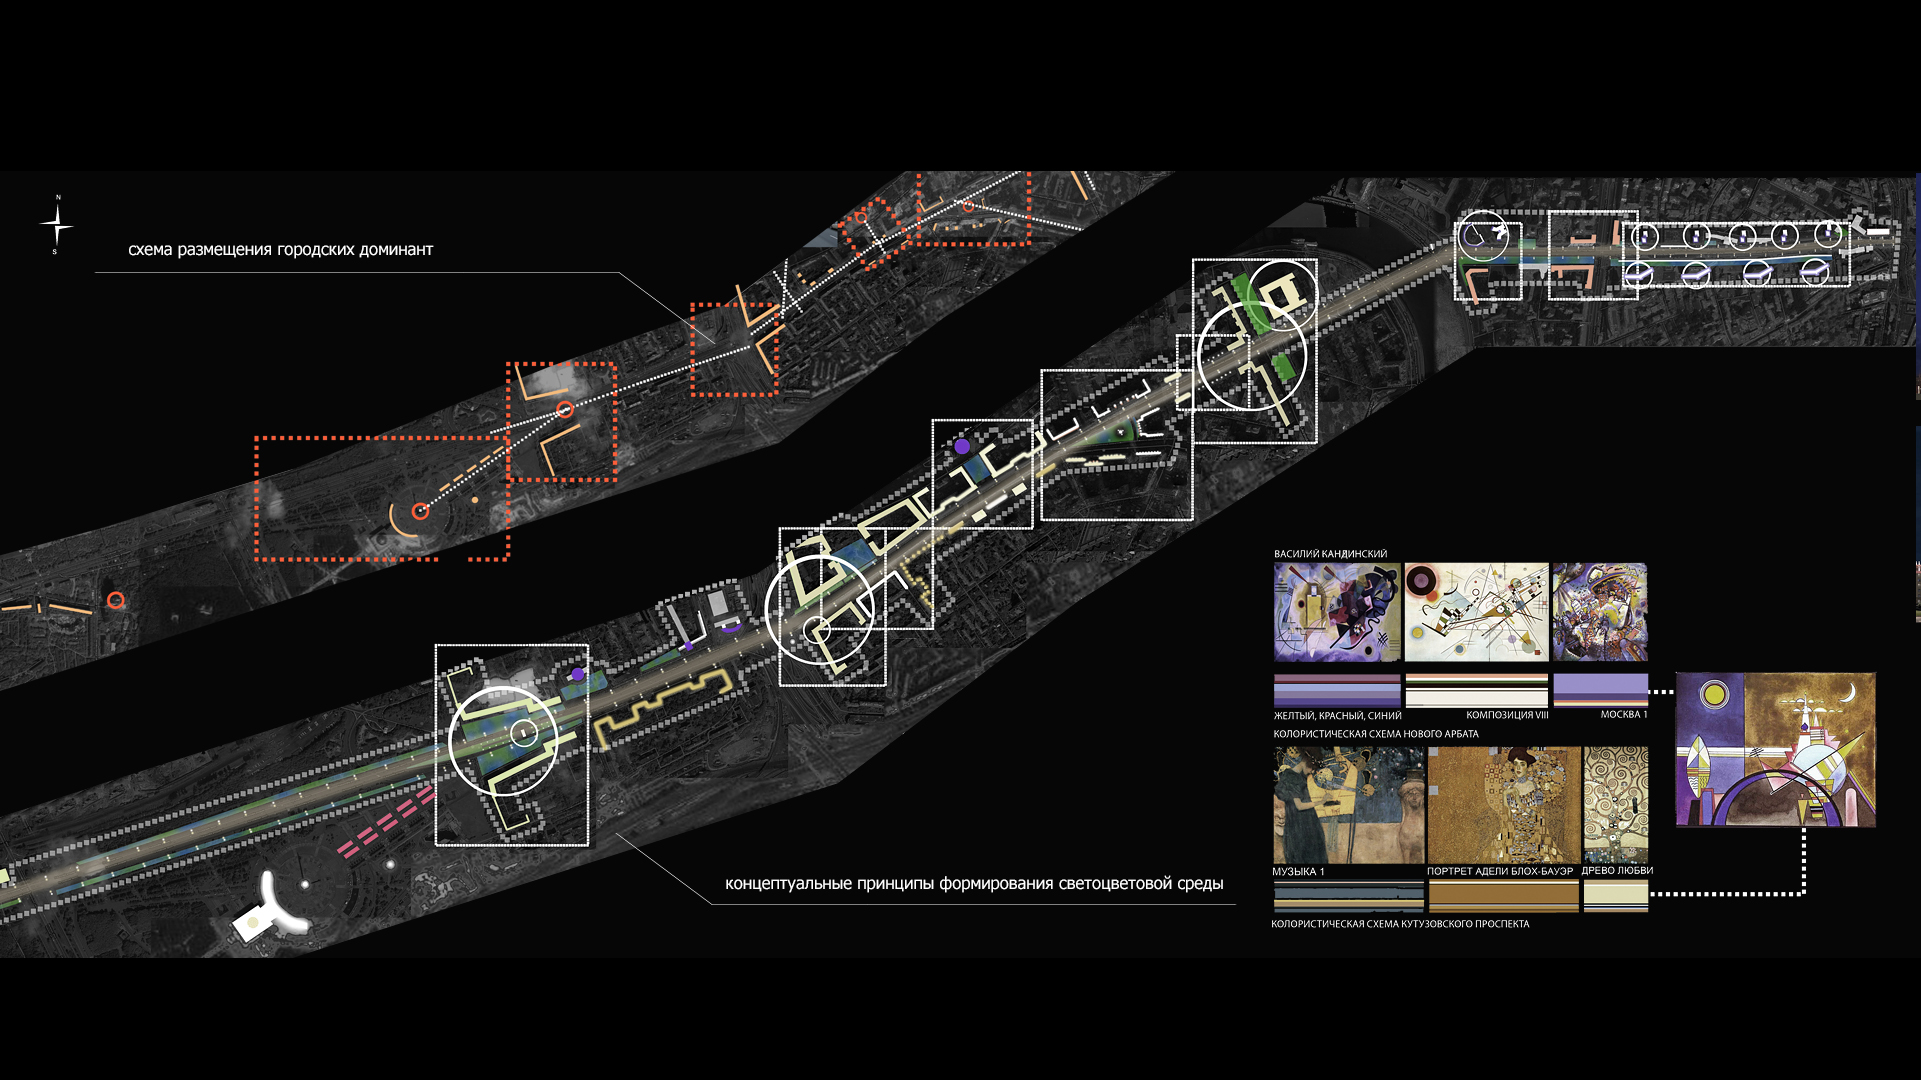 N
S
схема размещения городских доминант
концептуальные принципы формирования светоцветовой среды
ВАСИЛИЙ КАНДИНСКИЙ
ЖЕЛТЫЙ, КРАСНЫЙ, СИНИЙ
КОМПОЗИЦИЯ VIII
МОСКВА 1
КОЛОРИСТИЧЕСКАЯ СХЕМА НОВОГО АРБАТА
МУЗЫКА 1
ПОРТРЕТ АДЕЛИ БЛОХ-БАУЭР
ДРЕВО ЛЮБВИ
КОЛОРИСТИЧЕСКАЯ СХЕМА КУТУЗОВСКОГО ПРОСПЕКТА